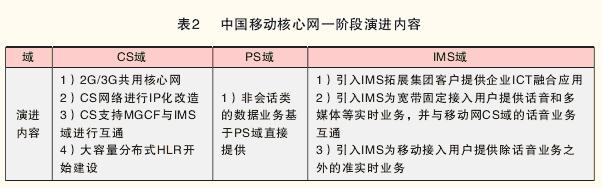 表2 中国移动核心网一阶段演进内容
域 CS域 PS域 IMS域
演进
内容
1）2G/3G共用核心网
2）CS网络进行IP化改造
3）CS支持MGCF与IMS
域进行互通
4）大容量分布式HLR开
始建设
1）非会话类
的数据业务基
于PS域直接
提供
1）引入IMS拓展集团客户提供企业ICT融合应用
2）引入IMS为宽带固定接入用户提供话音和多
媒体等实时业务，并与移动网CS域的话音业务
互通
3）引入IMS为移动接入用户提供除话音业务之
外的准实时业务